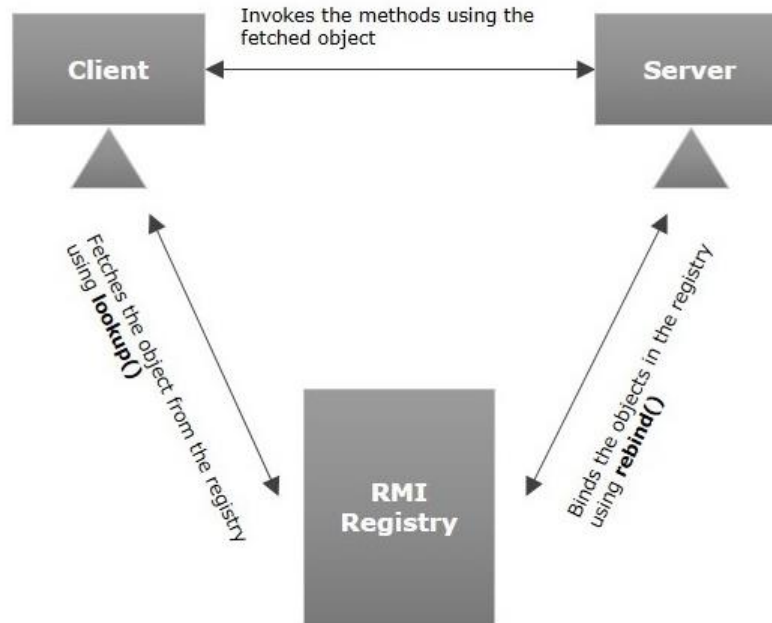 Invokes the methods using the
fetched object
Client
Server
Fetches the object from the registry
using lookup()
Binds the objects in the registry
using rebind()
RMI
Registry